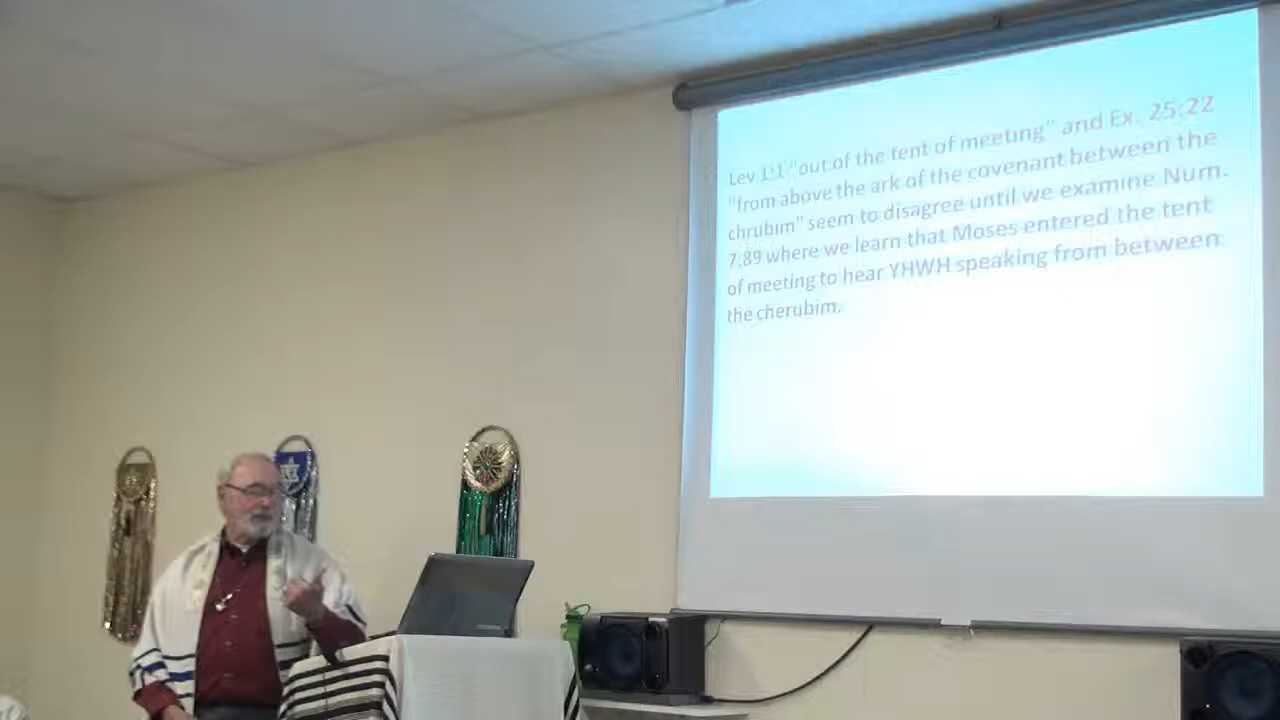 Lev 1:1 "out of the tent of meeting" and Ex. 25:22
"from above the ark of the covenant between the
chrubim" seem to disagree until we examine Num.
7:89 where we learn that Moses entered the tent
of meeting to hear YHWH speaking from between
the cherubim.